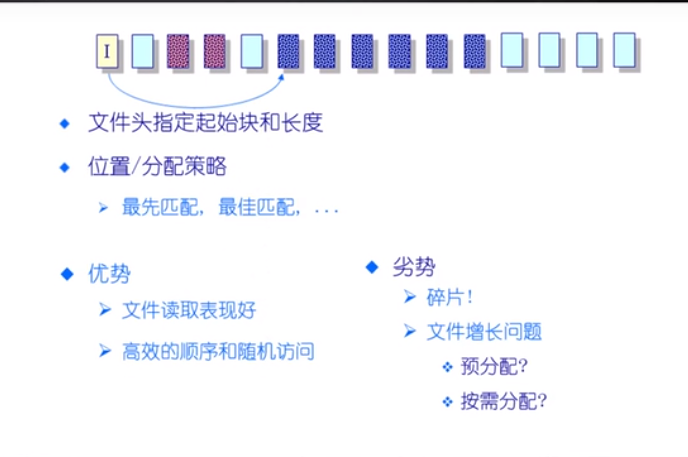 I
文件头指定起始块和长度
位置/分配策略
最先匹配, 最佳匹配, ...
优势
文件读取表现好
高效的顺序和随机访问
劣势
碎片!
文件增长问题
预分配?
按需分配?